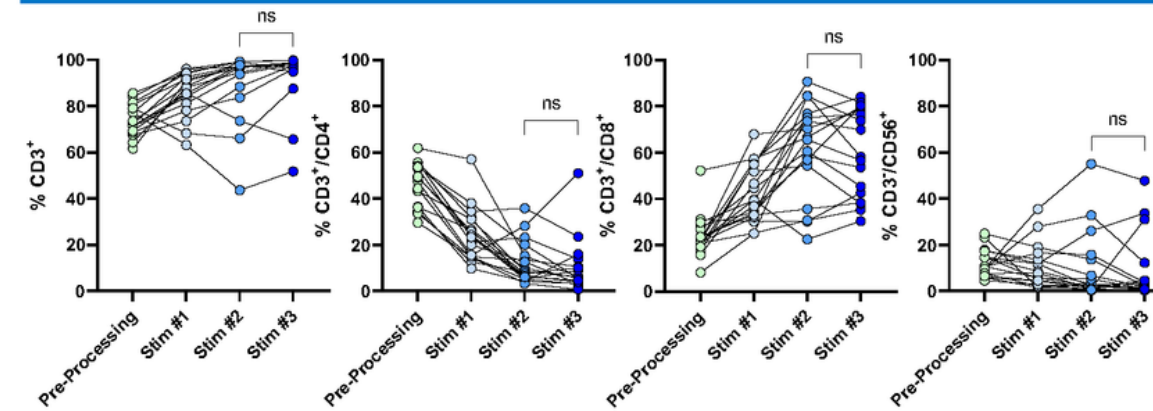 ns
% CD3+
100
80
60
40
20
0
Pre-Processing
Stim #1
Stim #2
Stim #3
ns
% CD3+/CD4+
100
80
60
40
20
0
Pre-Processing
Stim #1
Stim #2
Stim #3
ns
% CD3+/CD8+
100
80
60
40
20
0
Pre-Processing
Stim #1
Stim #2
Stim #3
ns
% CD3-/CD56+
100
80
60
40
20
0
Pre-Processing
Stim #1
Stim #2
Stim #3